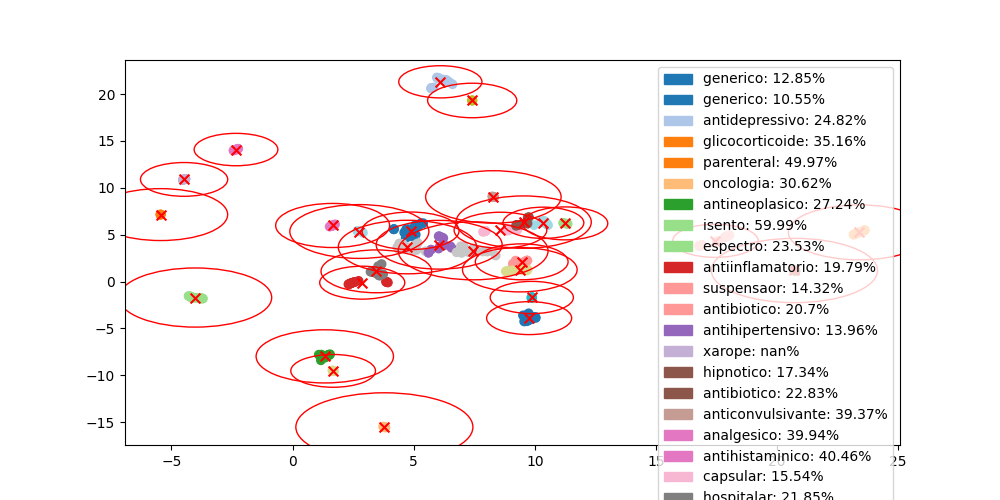 20
15
10
5
0
−5
−10
−15
−5
0
5
10
15
20
25
generico: 12.85%
generico: 10.55%
antidepressivo: 24.82%
glicocorticoide: 35.16%
parenteral: 49.97%
oncologia: 30.62%
antineoplasico: 27.24%
isento: 59.99%
espectro: 23.53%
antiinflamatorio: 19.79%
suspensaor: 14.32%
antibiotico: 20.7%
antihipertensivo: 13.96%
xarope: nan%
hipnotico: 17.34%
antibiotico: 22.83%
anticonvulsivante: 39.37%
analgesico: 39.94%
antihistaminico: 40.46%
capsular: 15.54%
hospitalar: 21.85%